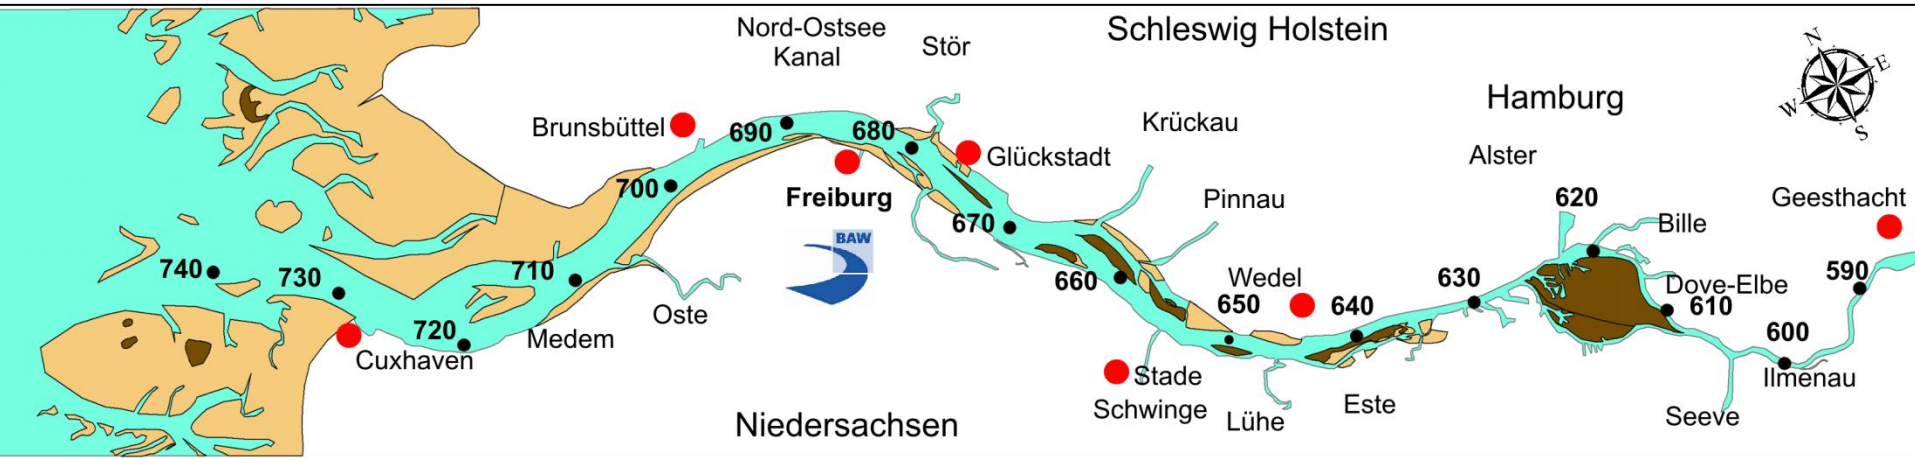 Schleswig Holstein
Nord-Ostsee
Kanal
Stör
N
E
W
S
Hamburg
Brunsbüttel
690
680
Krückau
Glückstadt
Alster
700
Freiburg
Pinnau
620
Geesthacht
670
Bille
BAW
740
730
710
660
Wedel
630
590
Dove-Elbe
650
640
610
Oste
720
Medem
600
Cuxhaven
Stade
Ilmenau
Schwinge
Este
Niedersachsen
Lühe
Seeve